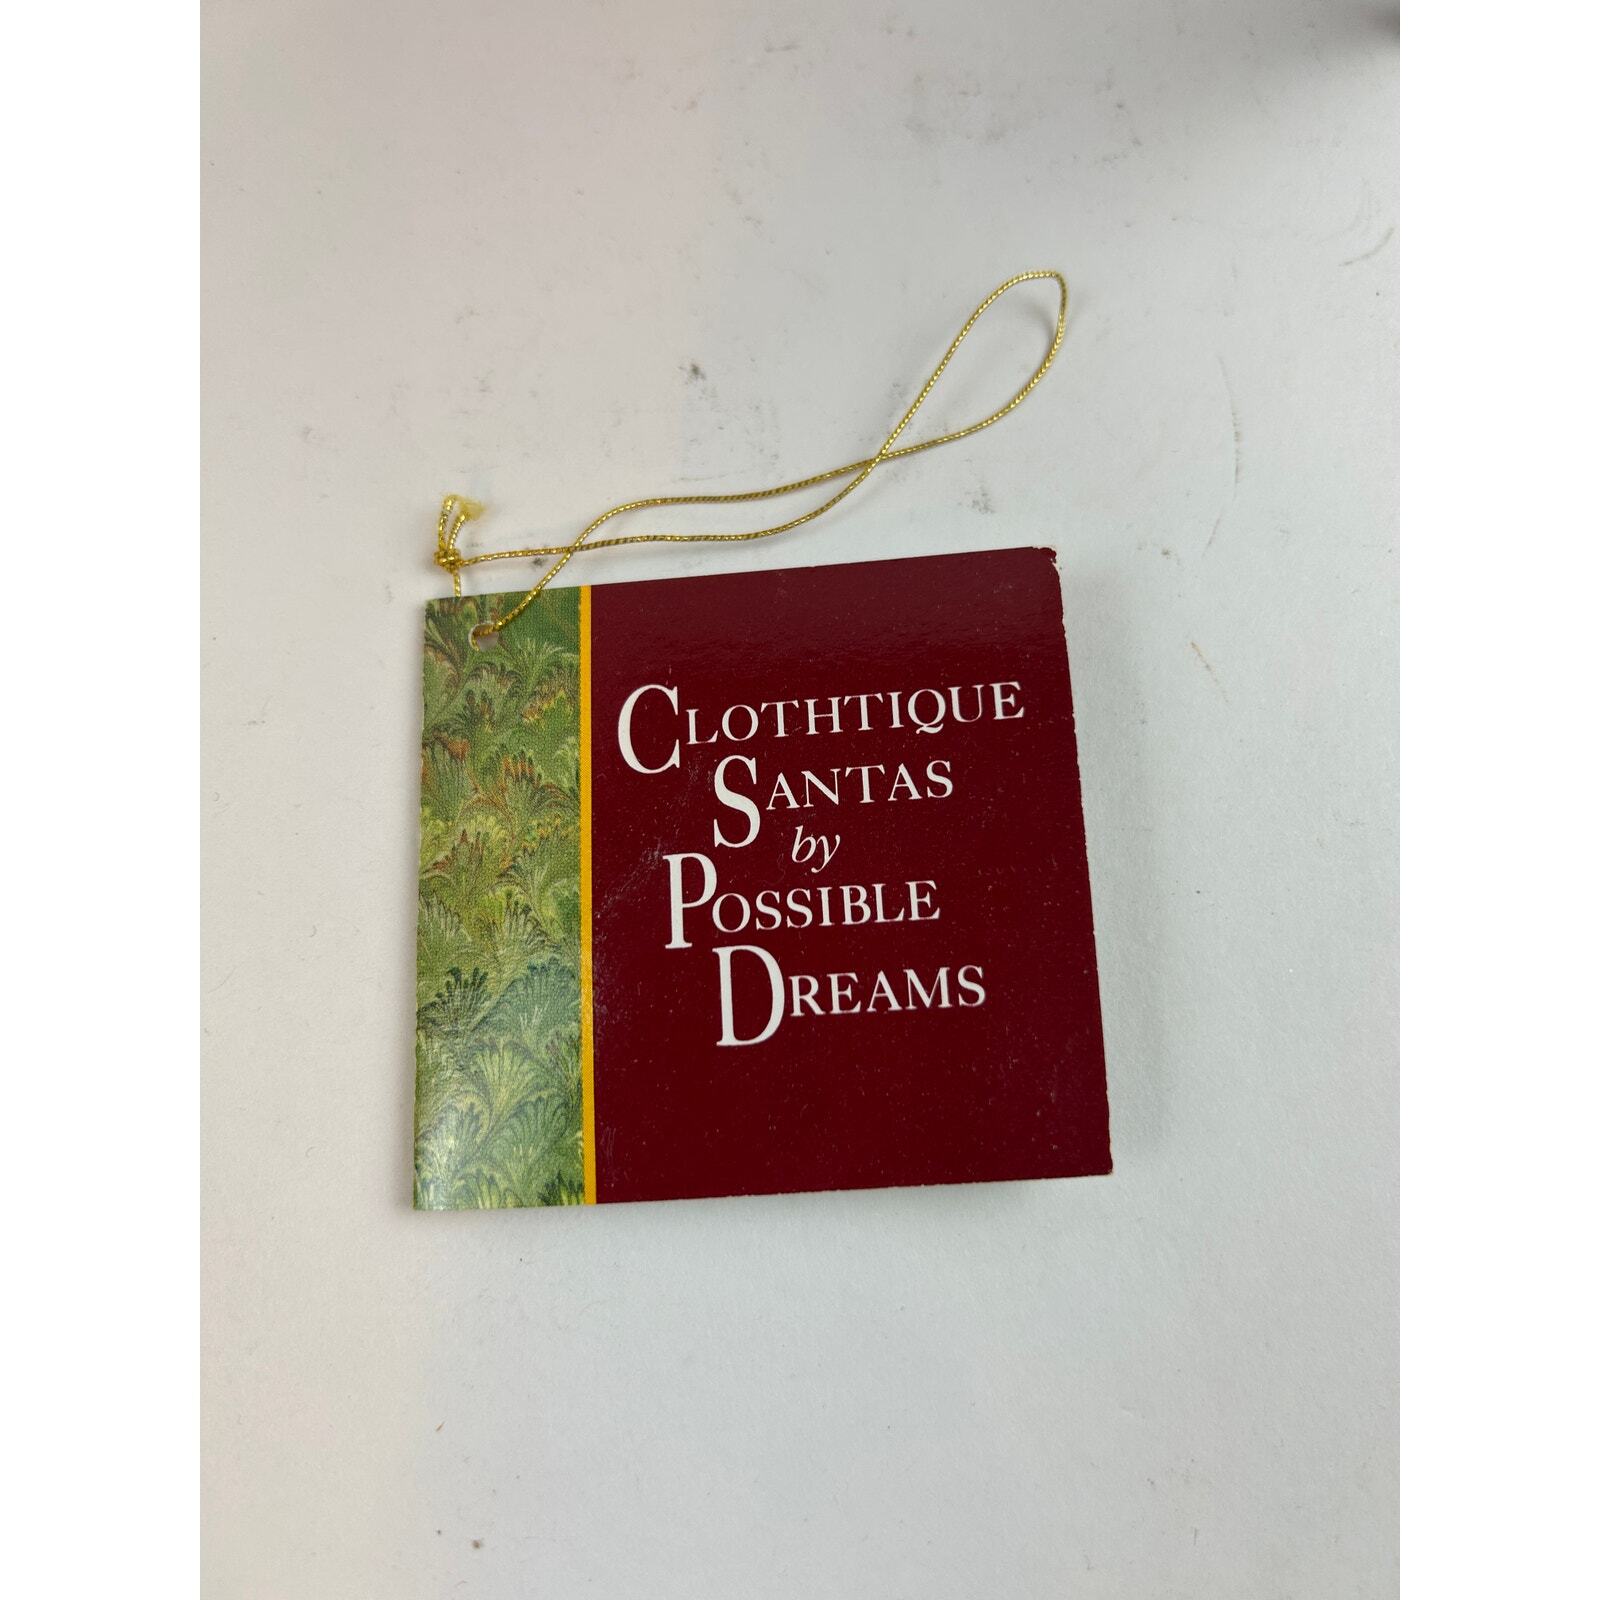 CLOTHTIQUE
SANTAS
by
POSSIBLE
DREAMS